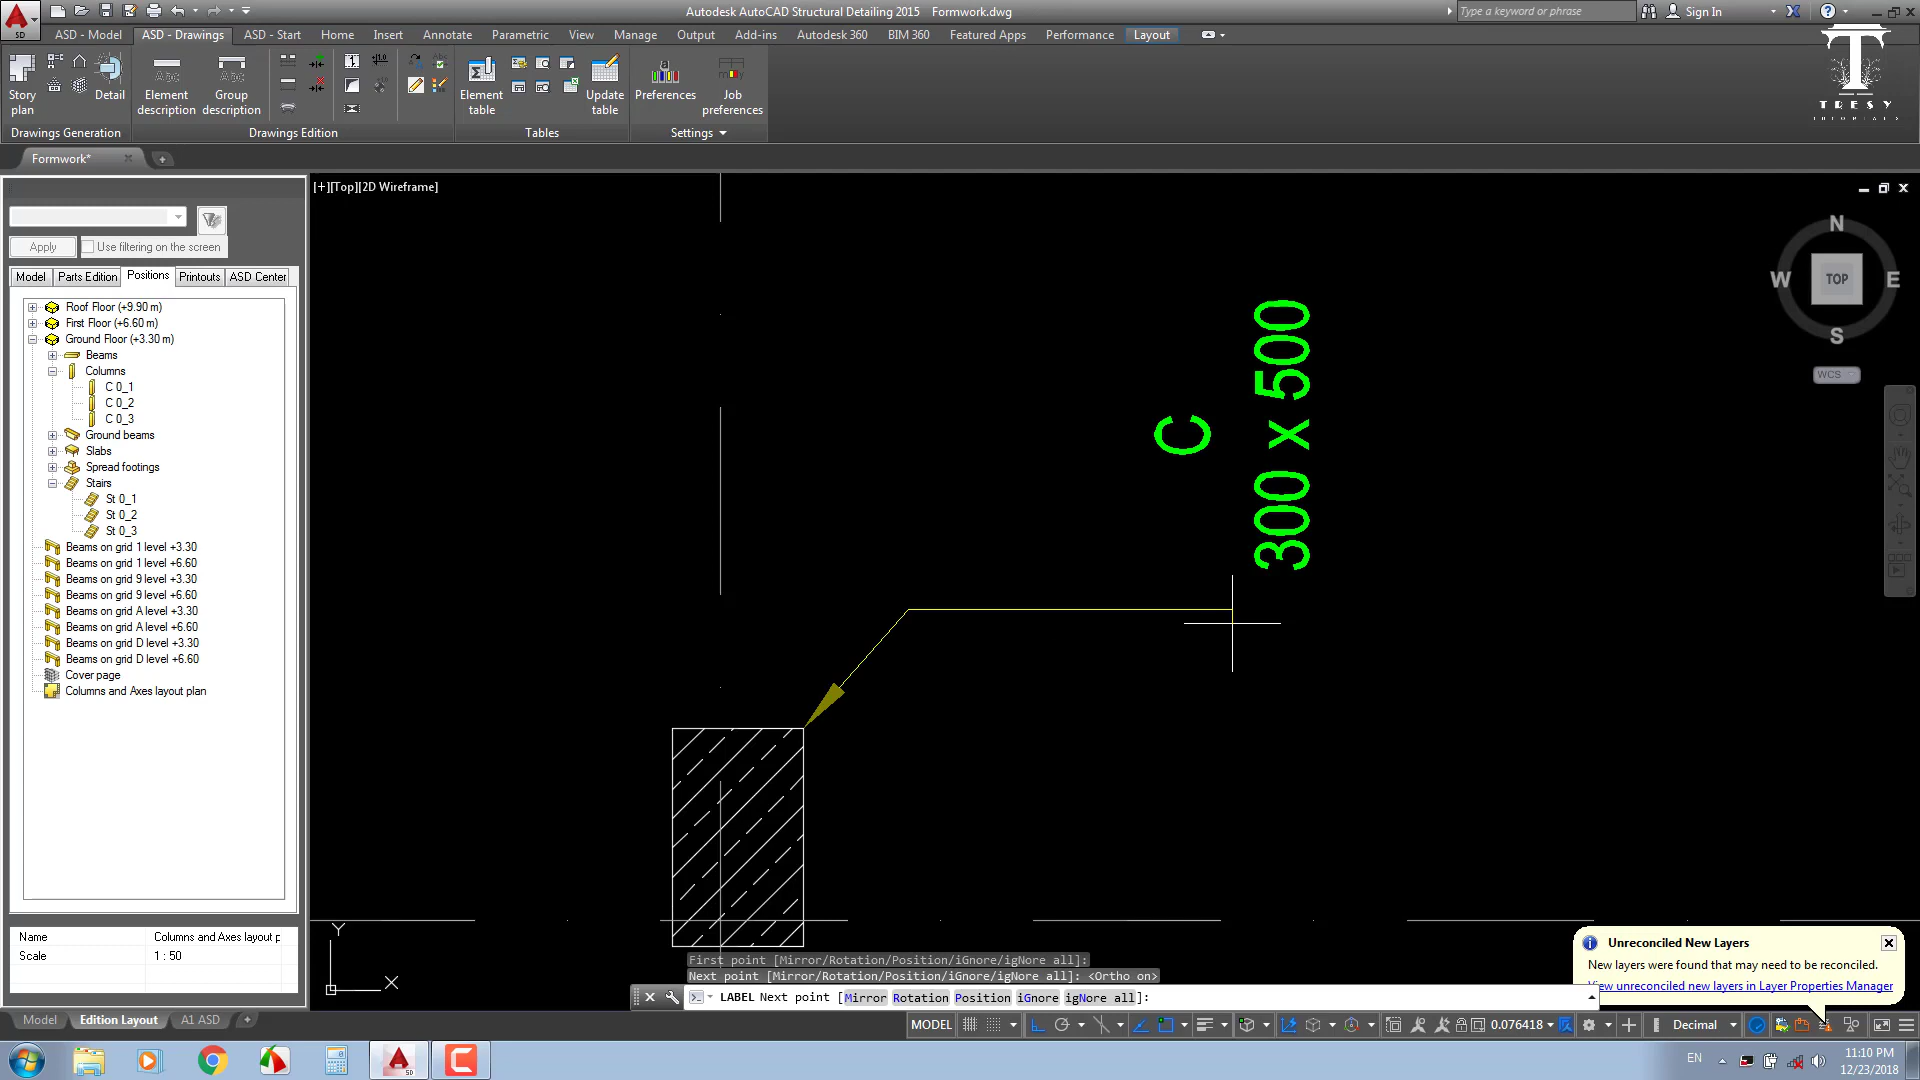 Autodesk AutoCAD Structural Detailing 2015 Formwork.dwg
Type a keyword or phrase
Sign In
SD
ASD - Model
ASD - Drawings
ASD - Start
Home
Insert
Annotate
Parametric
View
Manage
Output
Add-ins
Autodesk 360
BIM 360
Featured Apps
Performance
Layout
Story plan
Detail
Element description
Group description
Element table
Update table
Preferences
Job preferences
Drawings Generation
Drawings Edition
Tables
Settings
TRESY
TUTORIALS
Formwork*
[+][Top][2D Wireframe]
Apply
Use filtering on the screen
Model
Parts Edition
Positions
Printouts
ASD Center
Roof Floor (+9.90 m)
First Floor (+6.60 m)
Ground Floor (+3.30 m)
Beams
Columns
C 0_1
C 0_2
C 0_3
Ground beams
Slabs
Spread footings
Stairs
St 0_1
St 0_2
St 0_3
Beams on grid 1 level +3.30
Beams on grid 1 level +6.60
Beams on grid 9 level +3.30
Beams on grid 9 level +6.60
Beams on grid A level +3.30
Beams on grid A level +6.60
Beams on grid D level +3.30
Beams on grid D level +6.60
Cover page
Columns and Axes layout plan
Name Columns and Axes layout p
Scale 1 : 50
C
300 x 500
N
W TOP E
S
WCS
Y
X
First point [Mirror/Rotation/Position/iGnore/igNore all]:
Next point [Mirror/Rotation/Position/iGnore/igNore all]: <Ortho on>
LABEL Next point [Mirror Rotation Position iGnore igNore all]:
Unreconciled New Layers
New layers were found that may need to be reconciled.
View unreconciled new layers in Layer Properties Manager
Model
Edition Layout
A1 ASD
MODEL
0.076418
Decimal
SD
EN
11:10 PM
12/23/2018